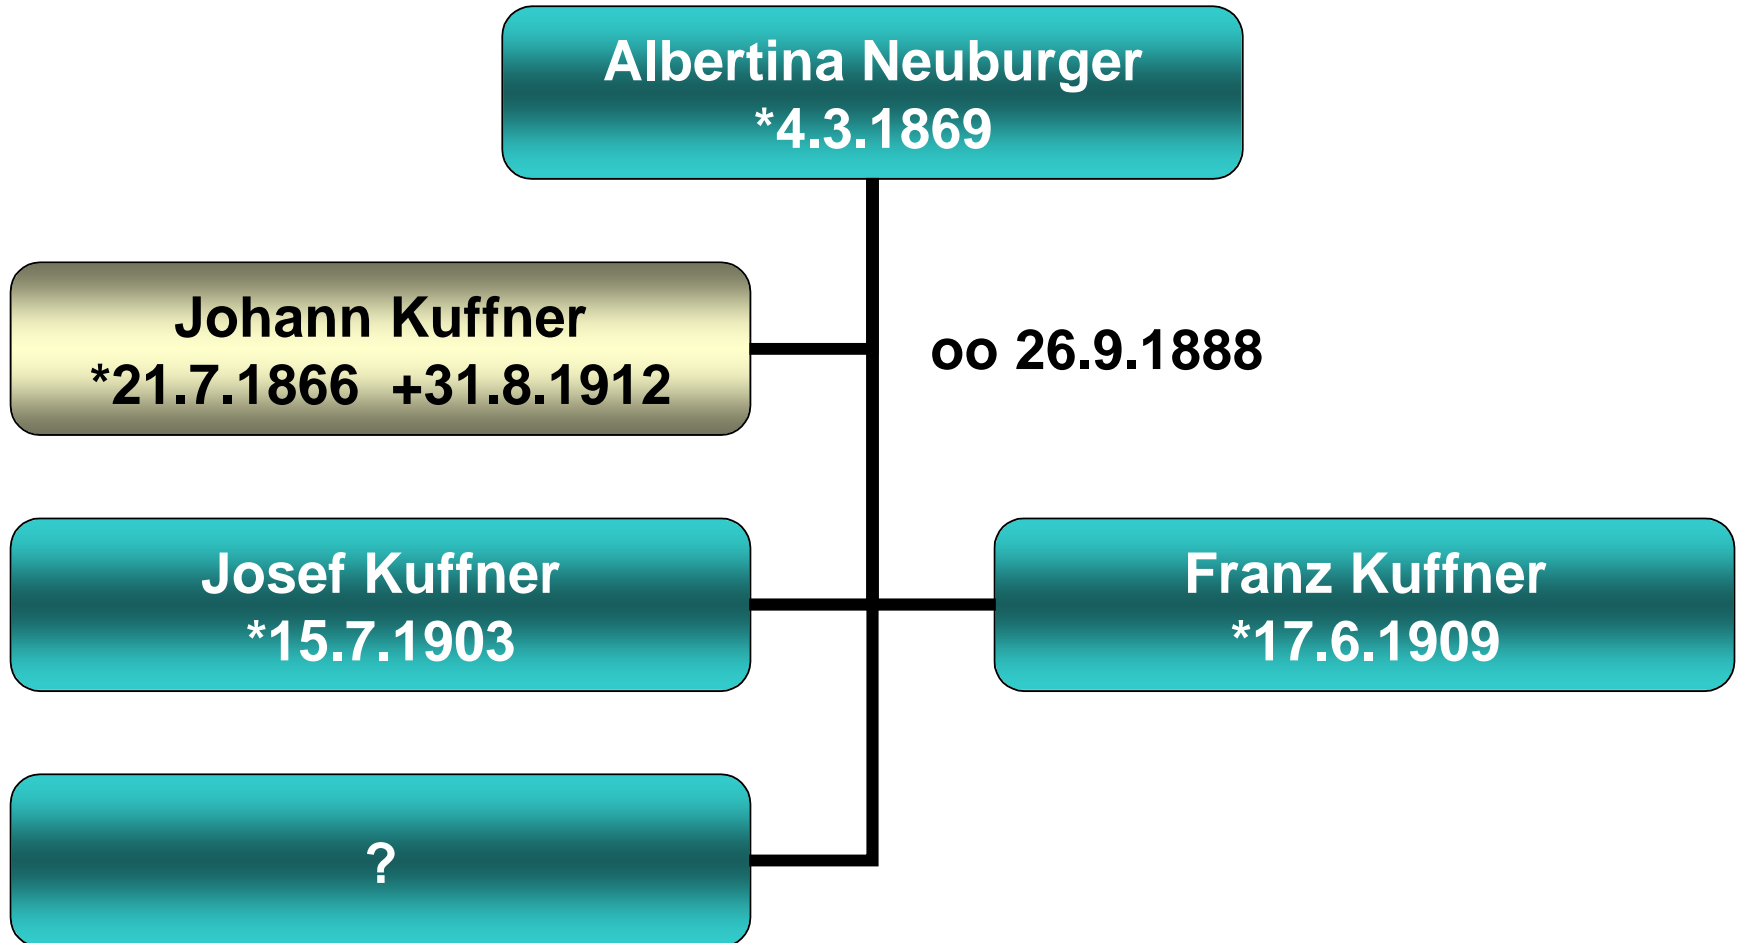 Albertina Neuburger
*4.3.1869
Johann Kuffner
*21.7.1866  +31.8.1912
oo 26.9.1888
Josef Kuffner
*15.7.1903
Franz Kuffner
*17.6.1909
?